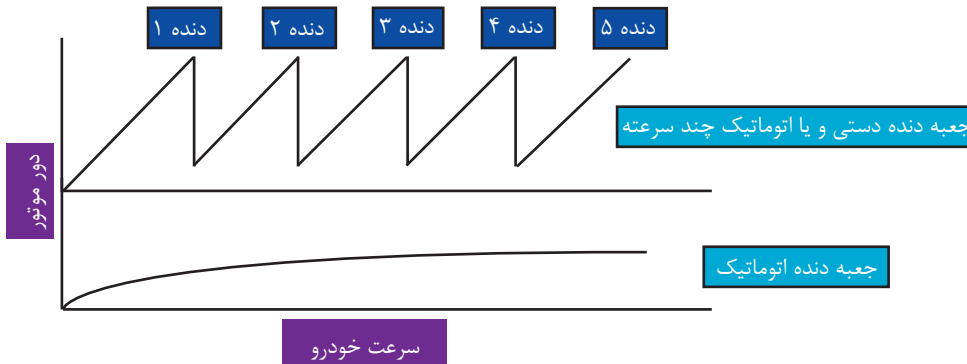 دنده ۱
دنده ۲
دنده ۳
دنده ۴
دنده ۵
جعبه دنده دستی و یا اتوماتیک چند سرعته
دور موتور
جعبه دنده اتوماتیک
سرعت خودرو